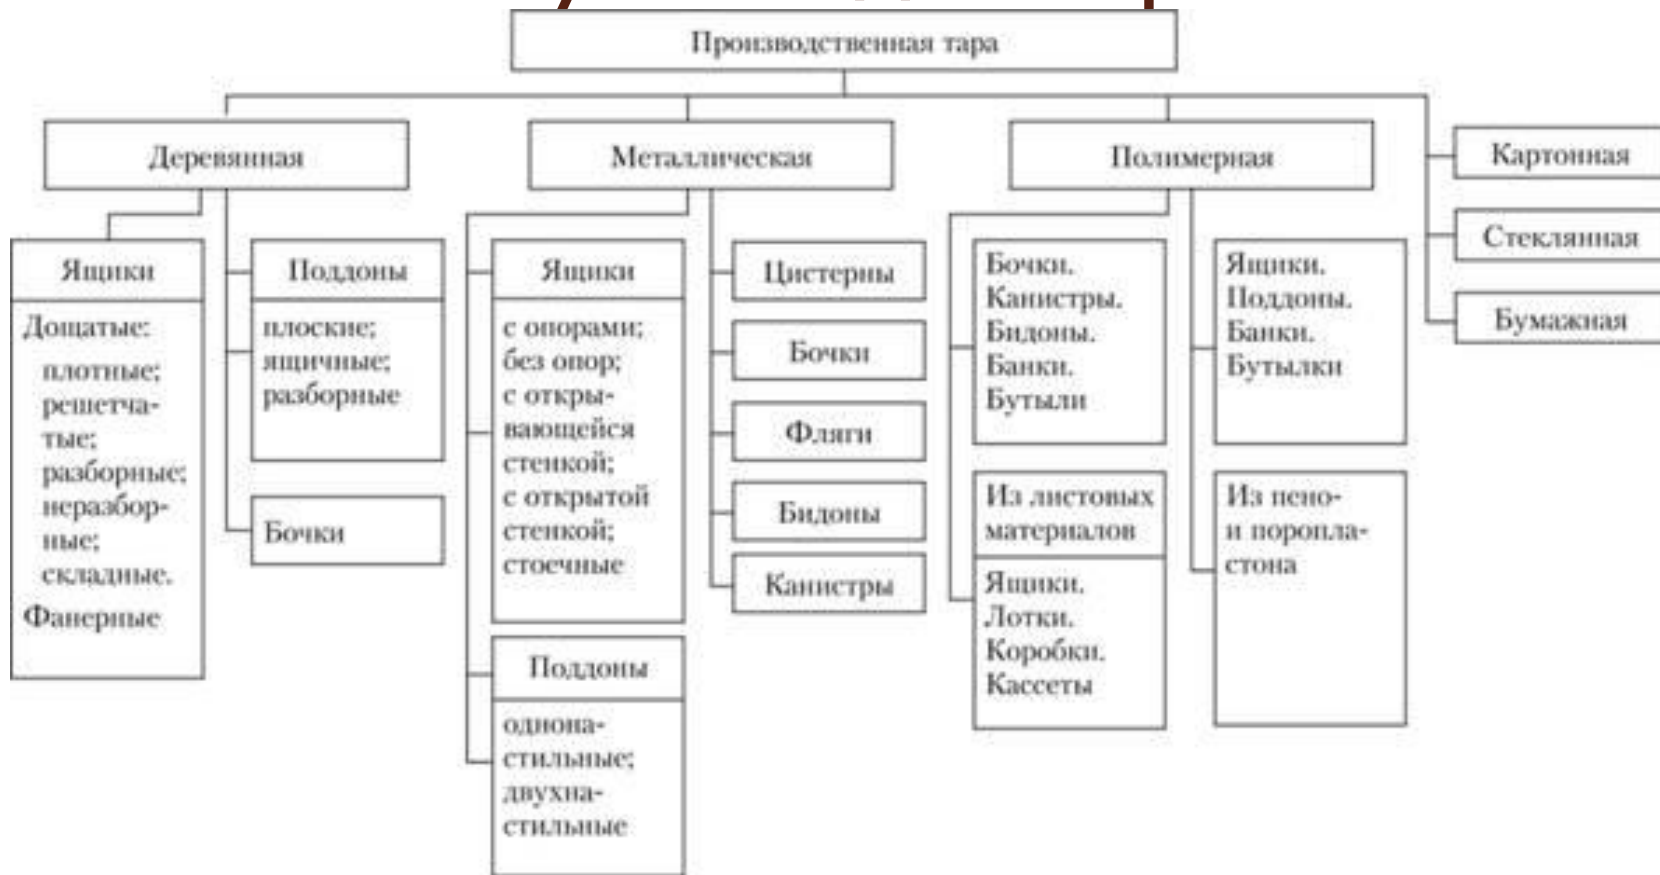 Производственная тара
Деревянная
Ящики
Дощатые:
плотные;
решетча-
тые;
разборные;
неразбор-
ные;
складные.
Фанерные
Поддоны
плоские;
ящичные;
разборные
Бочки
Металлическая
Ящики
с опорами;
без опор;
с откры-
вающейся
стенкой;
с открытой
стенкой;
стоечные
Поддоны
однона-
стильные;
двухна-
стильные
Цистерны
Бочки
Фляги
Бидоны
Канистры
Полимерная
Бочки.
Канистры.
Бидоны.
Банки.
Бутыли
Из листовых
материалов
Ящики.
Лотки.
Коробки.
Кассеты
Ящики.
Поддоны.
Банки.
Бутылки
Из пено-
и поропла-
стона
Картонная
Стеклянная
Бумажная